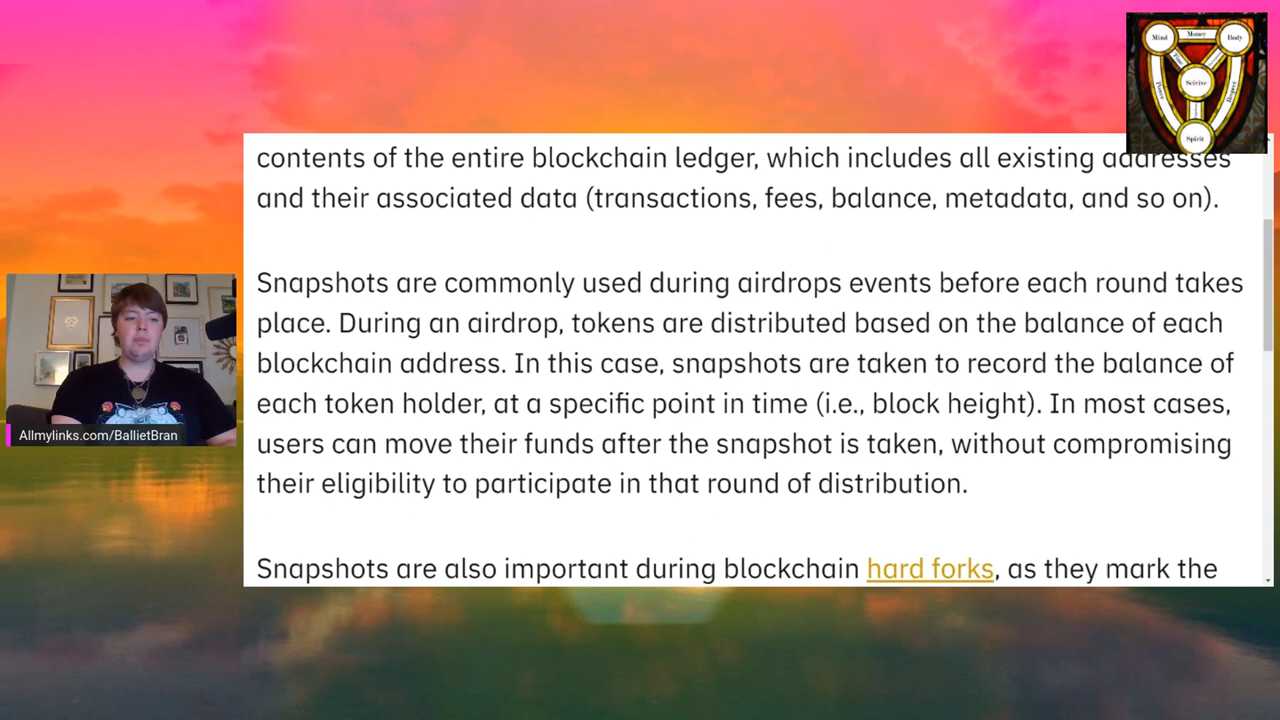 Mind
Money
Body
Seivive
Spirit
contents of the entire blockchain ledger, which includes all existing addresses
and their associated data (transactions, fees, balance, metadata, and so on).
Snapshots are commonly used during airdrops events before each round takes
place. During an airdrop, tokens are distributed based on the balance of each
blockchain address. In this case, snapshots are taken to record the balance of
each token holder, at a specific point in time (i.e., block height). In most cases,
users can move their funds after the snapshot is taken, without compromising
their eligibility to participate in that round of distribution.
Snapshots are also important during blockchain hard forks, as they mark the
Allmylinks.com/BallietBran